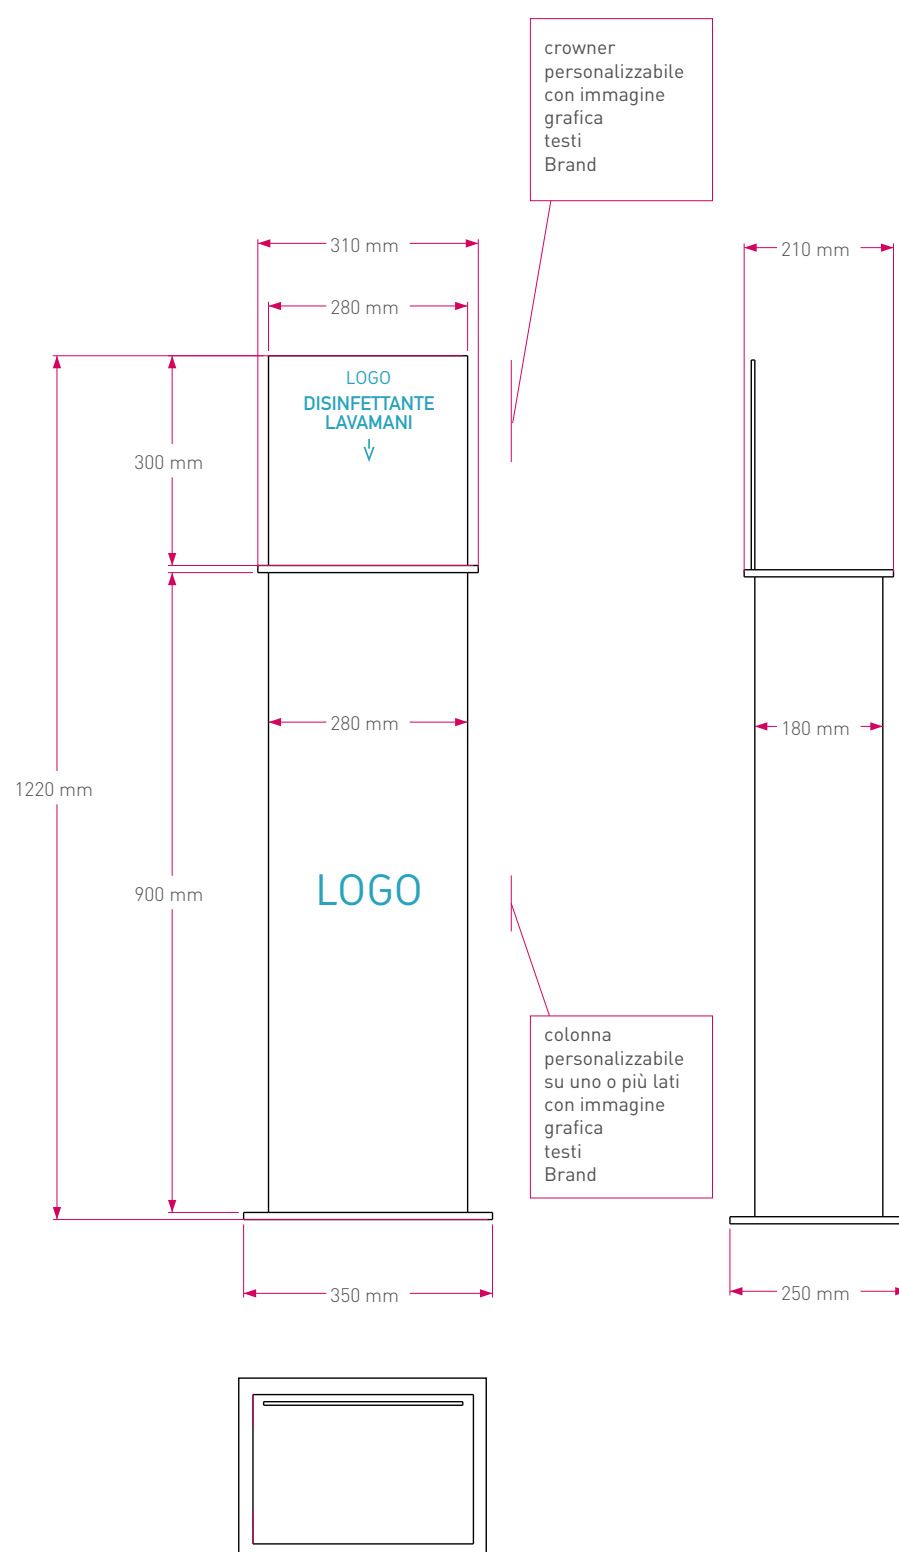 crowner
personalizzabile
con immagine
grafica
testi
Brand
310 mm
210 mm
280 mm
LOGO
DISINFETTANTE
LAVAMANI
300 mm
280 mm
180 mm
1220 mm
900 mm
LOGO
colonna
personalizzabile
su uno o più lati
con immagine
grafica
testi
Brand
350 mm
250 mm